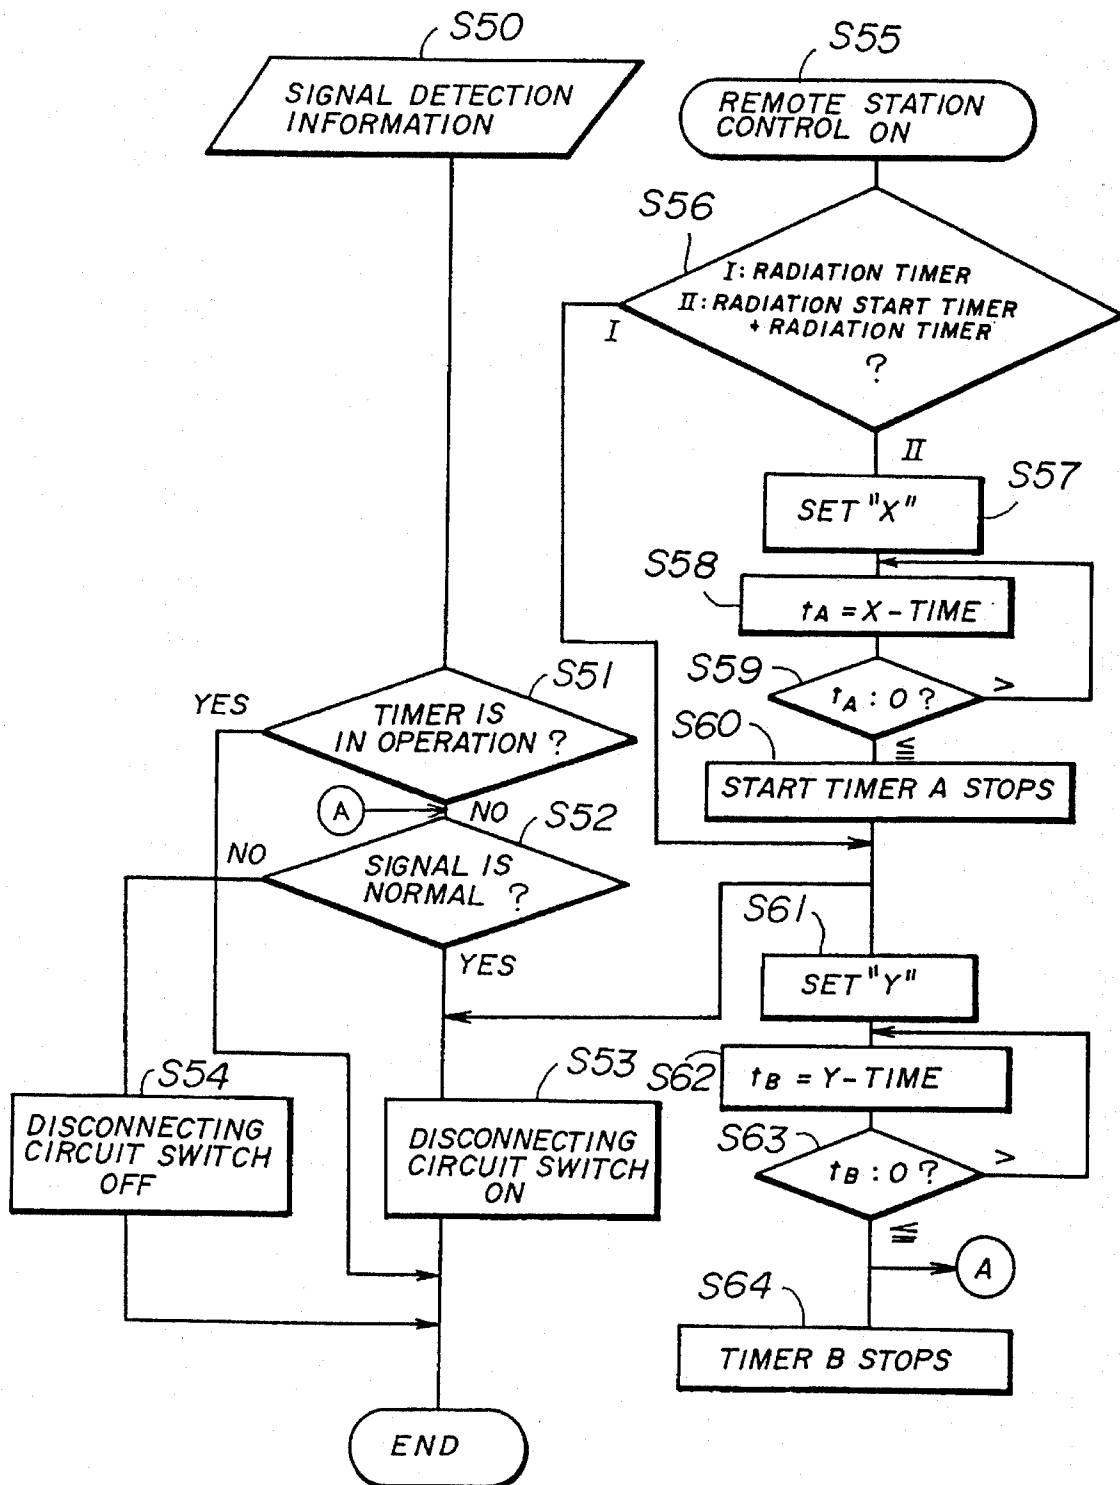 S50
SIGNAL DETECTION
INFORMATION
S55
REMOTE STATION
CONTROL ON
S56
I: RADIATION TIMER
II: RADIATION START TIMER
+ RADIATION TIMER
?
I
II
S57
SET "X"
S58
tA = X - TIME
S59
tA : 0 ?
>
≦
S60
START TIMER A STOPS
S51
YES
TIMER IS
IN OPERATION ?
A
NO
S52
NO
SIGNAL IS
NORMAL ?
YES
S61
SET "Y"
S62
tB = Y - TIME
S63
tB : 0 ?
>
≦
A
S64
TIMER B STOPS
S54
DISCONNECTING
CIRCUIT SWITCH
OFF
S53
DISCONNECTING
CIRCUIT SWITCH
ON
END